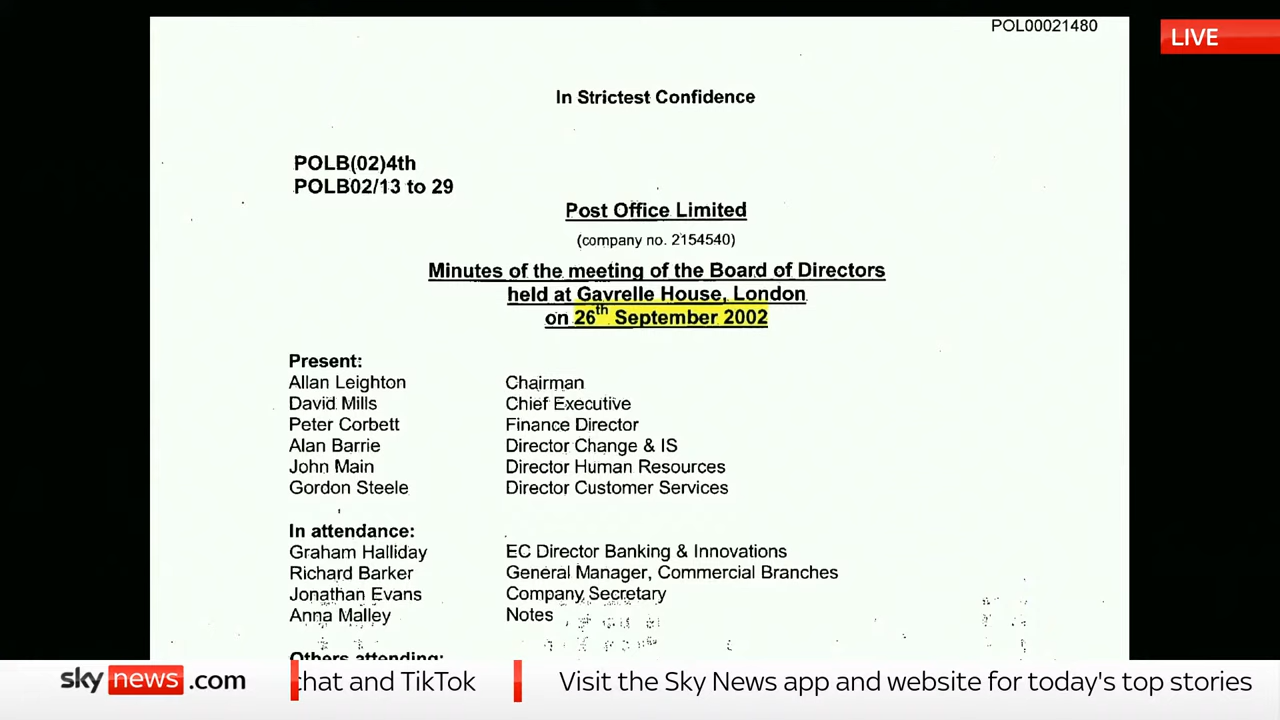 POL00021480
LIVE
In Strictest Confidence
POLB(02)4th
POLB02/13 to 29
Post Office Limited
(company no. 2154540)
Minutes of the meeting of the Board of Directors
held at Gavrelle House, London
on 26th September 2002
Present:
Allan Leighton Chairman
David Mills Chief Executive
Peter Corbett Finance Director
Alan Barrie Director Change & IS
John Main Director Human Resources
Gordon Steele Director Customer Services
In attendance:
Graham Halliday EC Director Banking & Innovations
Richard Barker General Manager, Commercial Branches
Jonathan Evans Company Secretary
Anna Malley Notes
Others attending:
sky news .com chat and TikTok Visit the Sky News app and website for today's top stories